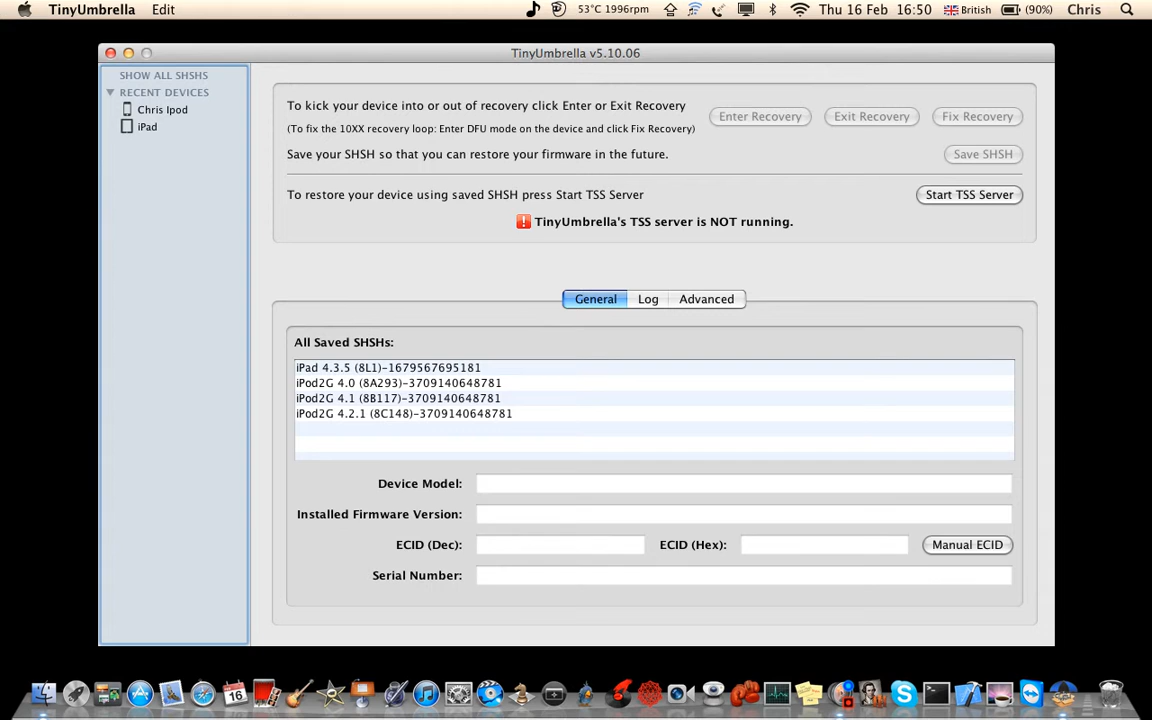 TinyUmbrella Edit 53°C 1996rpm Thu 16 Feb 16:50 British (90%) Chris
TinyUmbrella v5.10.06
SHOW ALL SHSHS
RECENT DEVICES
Chris Ipod
iPad
To kick your device into or out of recovery click Enter or Exit Recovery
(To fix the 10XX recovery loop: Enter DFU mode on the device and click Fix Recovery)
Enter Recovery Exit Recovery Fix Recovery
Save your SHSH so that you can restore your firmware in the future.
Save SHSH
To restore your device using saved SHSH press Start TSS Server
Start TSS Server
TinyUmbrella's TSS server is NOT running.
General Log Advanced
All Saved SHSHs:
iPad 4.3.5 (8L1)-1679567695181
iPod2G 4.0 (8A293)-3709140648781
iPod2G 4.1 (8B117)-3709140648781
iPod2G 4.2.1 (8C148)-3709140648781
Device Model:
Installed Firmware Version:
ECID (Dec): ECID (Hex): Manual ECID
Serial Number:
16